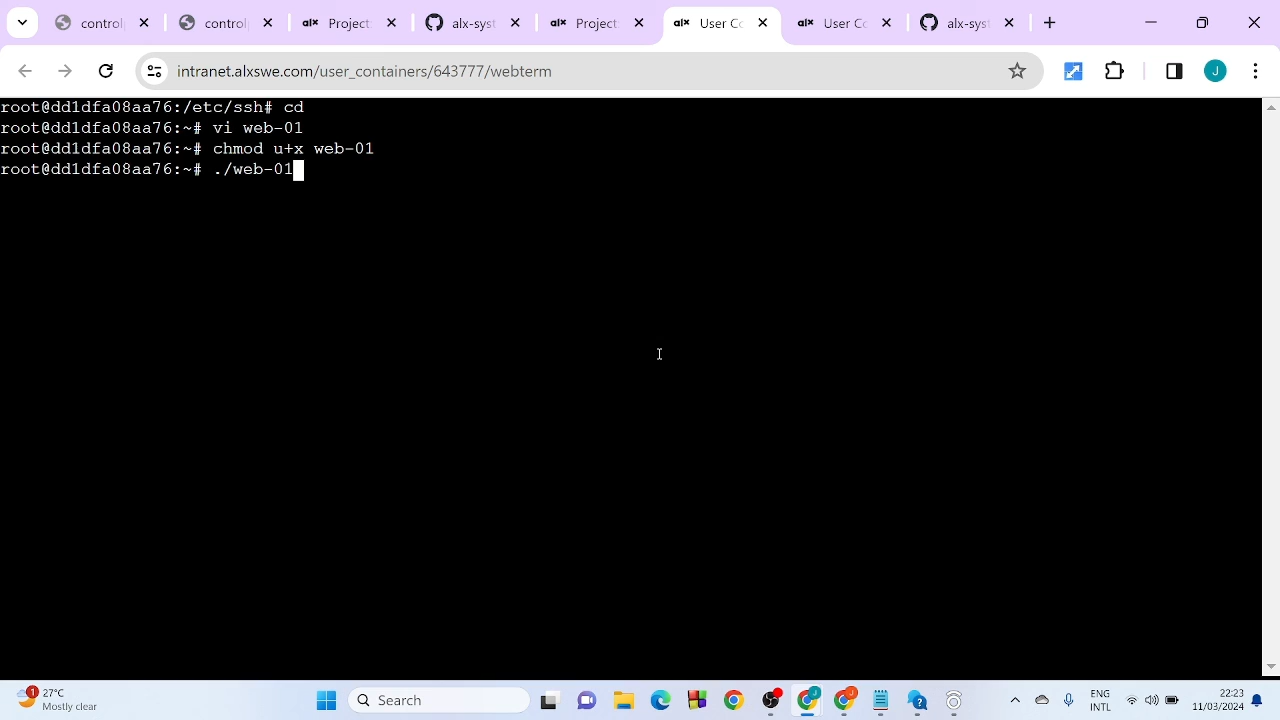 control
control
Project
alx-syst
Project
User Co
User Co
alx-syst
intranet.alxswe.com/user_containers/643777/webterm
J
root@dd1dfa08aa76:/etc/ssh# cd
root@dd1dfa08aa76:~# vi web-01
root@dd1dfa08aa76:~# chmod u+x web-01
root@dd1dfa08aa76:~# ./web-01
1
27°C
Mostly clear
Search
ENG
INTL
22:23
11/03/2024